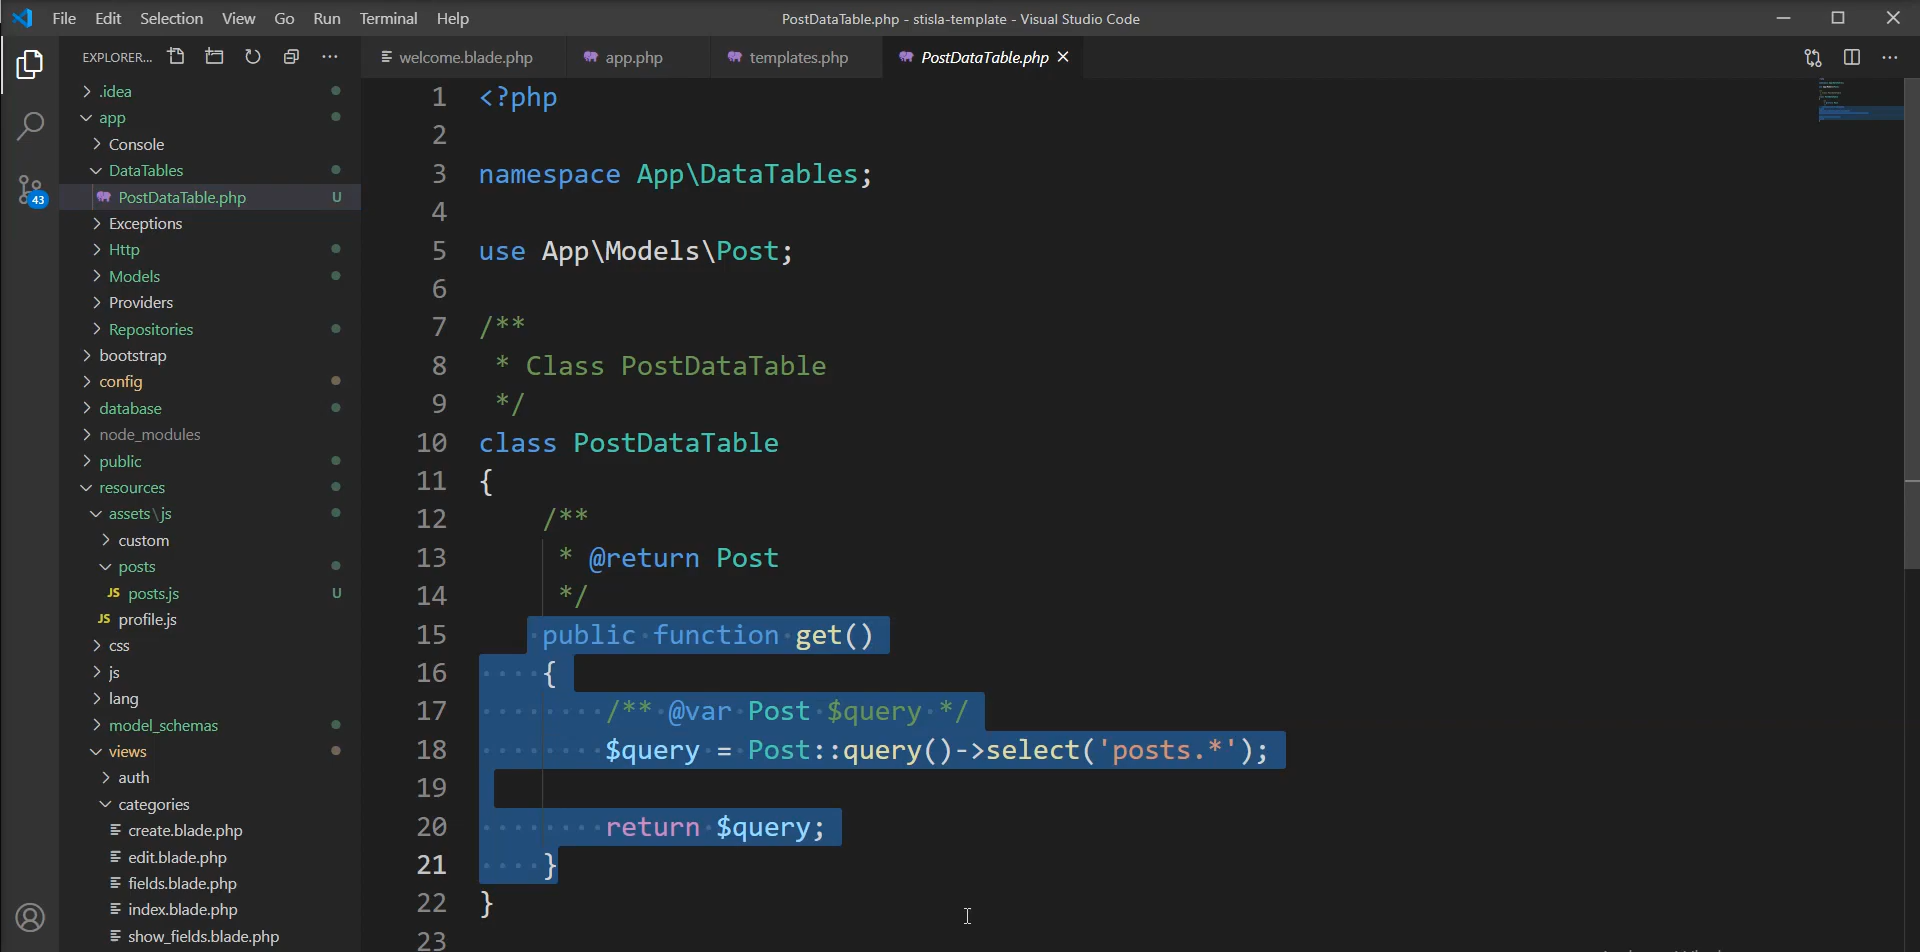 File Edit Selection View Go Run Terminal Help
PostDataTable.php - stisla-template - Visual Studio Code
EXPLORER...
welcome.blade.php
app.php
templates.php
PostDataTable.php
43
.idea
app
Console
DataTables
PostDataTable.php U
Exceptions
Http
Models
Providers
Repositories
bootstrap
config
database
node_modules
public
resources
assets\js
custom
posts
JS posts.js U
JS profile.js
css
js
lang
model_schemas
views
auth
categories
create.blade.php
edit.blade.php
fields.blade.php
index.blade.php
show_fields.blade.php
1 <?php
2
3 namespace App\DataTables;
4
5 use App\Models\Post;
6
7 /**
8 * Class PostDataTable
9 */
10 class PostDataTable
11 {
12 /**
13 * @return Post
14 */
15 public function get()
16 {
17 /** @var Post $query */
18 $query = Post::query()->select('posts.*');
19
20 return $query;
21 }
22 }
23